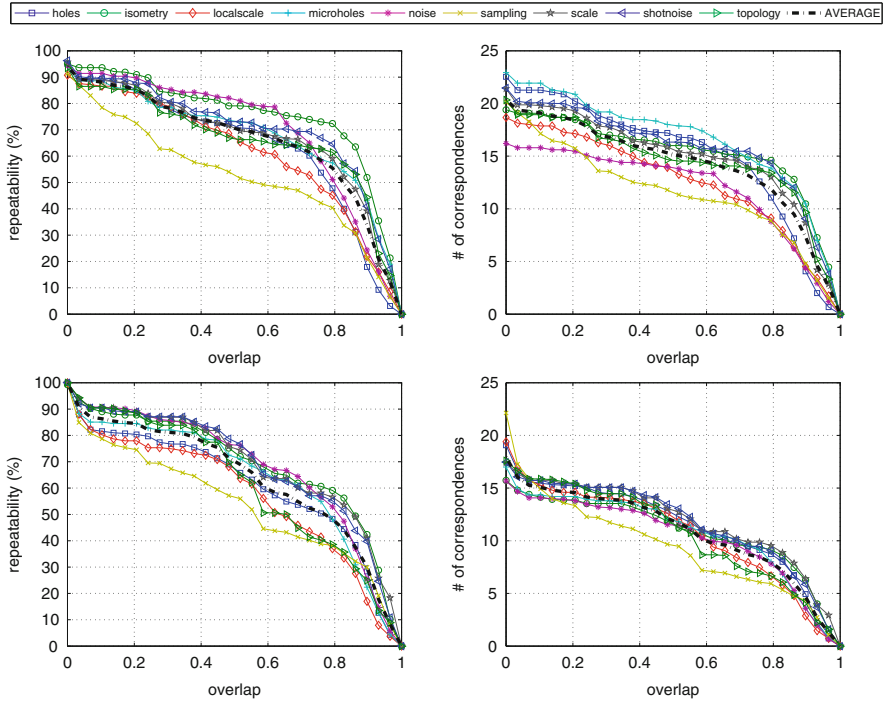 holes isometry localscale microholes noise sampling scale shotnoise topology AVERAGE
100
90
80
70
60
50
40
30
20
10
0
repeatability (%)
0 0.2 0.4 0.6 0.8 1
overlap
25
20
15
10
5
0
# of correspondences
0 0.2 0.4 0.6 0.8 1
overlap
100
90
80
70
60
50
40
30
20
10
0
repeatability (%)
0 0.2 0.4 0.6 0.8 1
overlap
25
20
15
10
5
0
# of correspondences
0 0.2 0.4 0.6 0.8 1
overlap